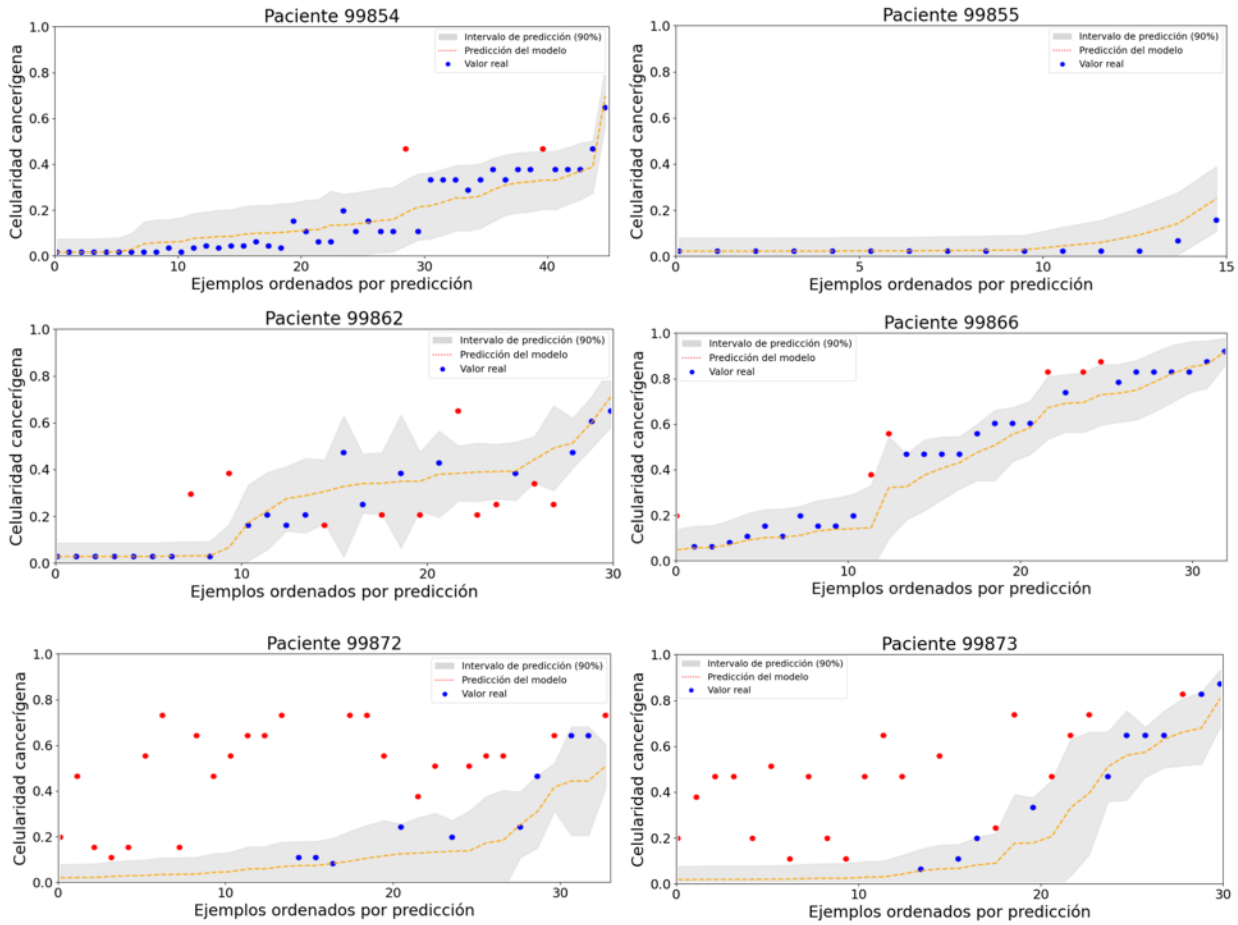 Paciente 99854
Celularidad cancerígena
1.0
0.8
0.6
0.4
0.2
0.0
Intervalo de predicción (90%)
Predicción del modelo
Valor real
0 10 20 30 40
Ejemplos ordenados por predicción
Paciente 99855
Celularidad cancerígena
1.0
0.8
0.6
0.4
0.2
0.0
Intervalo de predicción (90%)
Predicción del modelo
Valor real
0 5 10 15
Ejemplos ordenados por predicción
Paciente 99862
Celularidad cancerígena
1.0
0.8
0.6
0.4
0.2
0.0
Intervalo de predicción (90%)
Predicción del modelo
Valor real
0 10 20 30
Ejemplos ordenados por predicción
Paciente 99866
Celularidad cancerígena
1.0
0.8
0.6
0.4
0.2
0.0
Intervalo de predicción (90%)
Predicción del modelo
Valor real
0 10 20 30
Ejemplos ordenados por predicción
Paciente 99872
Celularidad cancerígena
1.0
0.8
0.6
0.4
0.2
0.0
Intervalo de predicción (90%)
Predicción del modelo
Valor real
0 10 20 30
Ejemplos ordenados por predicción
Paciente 99873
Celularidad cancerígena
1.0
0.8
0.6
0.4
0.2
0.0
Intervalo de predicción (90%)
Predicción del modelo
Valor real
0 10 20 30
Ejemplos ordenados por predicción